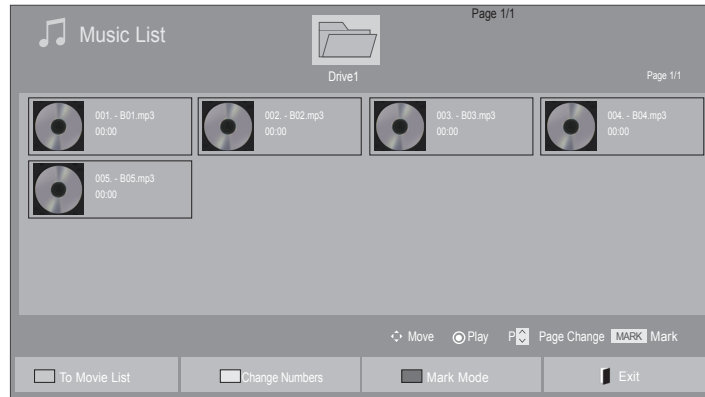 Page 1/1
Music List
Drive1
Page 1/1
001. - B01.mp3
00:00
002. - B02.mp3
00:00
003. - B03.mp3
00:00
004. - B04.mp3
00:00
005. - B05.mp3
00:00
Move Play P Page Change MARK Mark
To Movie List Change Numbers Mark Mode Exit